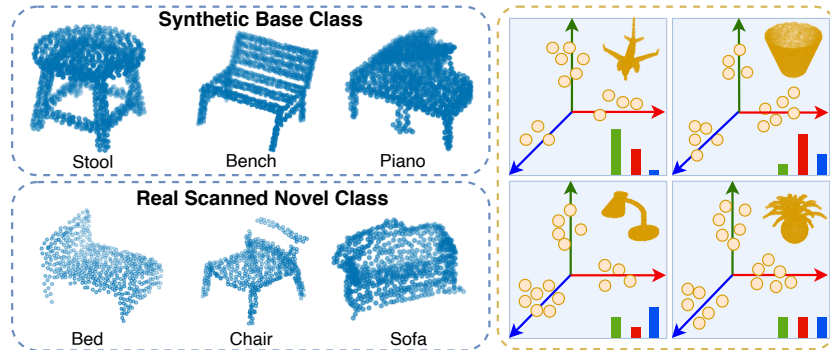 Synthetic Base Class
Stool
Bench
Piano
Real Scanned Novel Class
Bed
Chair
Sofa